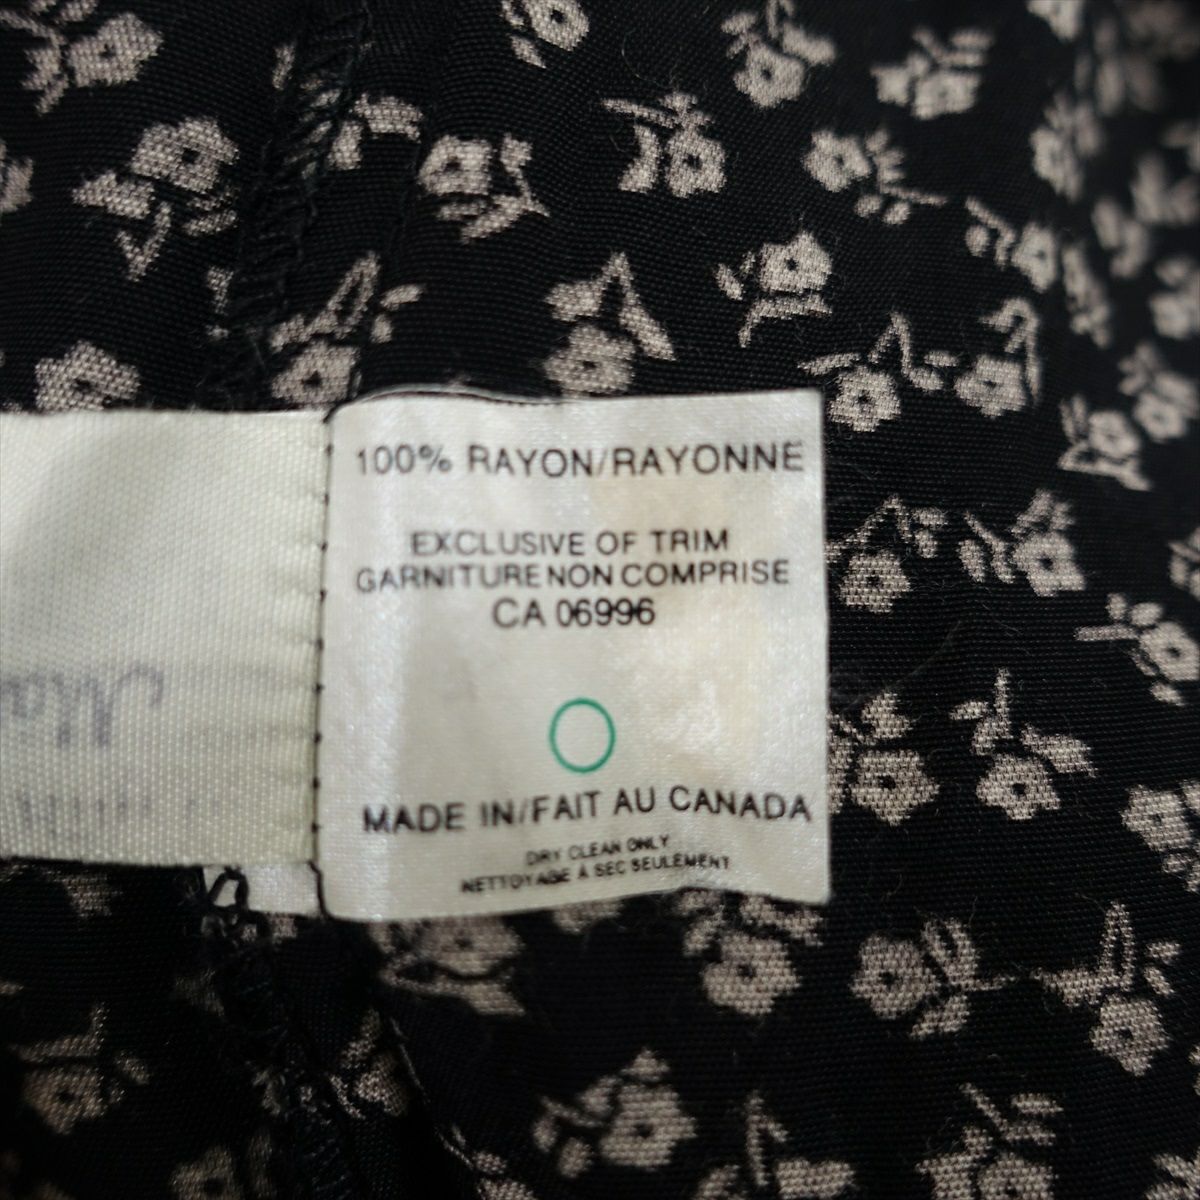 100% RAYON/RAYONNE
EXCLUSIVE OF TRIM
GARNITURE NON COMPRISE
CA 06996
MADE IN/FAIT AU CANADA
DRY CLEAN ONLY
NETTOYAGE À SEC SEULEMENT